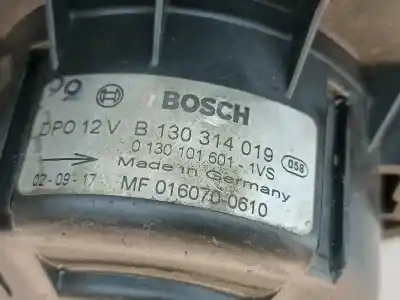 BOSCH
DPO 12 V B 130 314 019
0 130 101 601 - 1VS 058
Made in Germany
02-09-17 MF 016070-0610